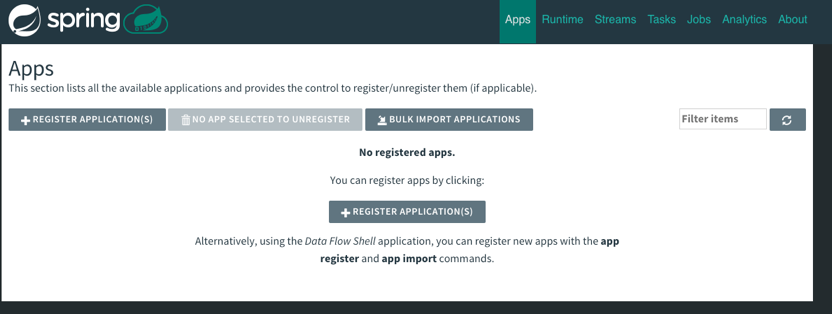 spring
Apps Runtime Streams Tasks Jobs Analytics About
Apps
This section lists all the available applications and provides the control to register/unregister them (if applicable).
REGISTER APPLICATION(S) NO APP SELECTED TO UNREGISTER BULK IMPORT APPLICATIONS Filter items
No registered apps.
You can register apps by clicking:
REGISTER APPLICATION(S)
Alternatively, using the Data Flow Shell application, you can register new apps with the app
register and app import commands.